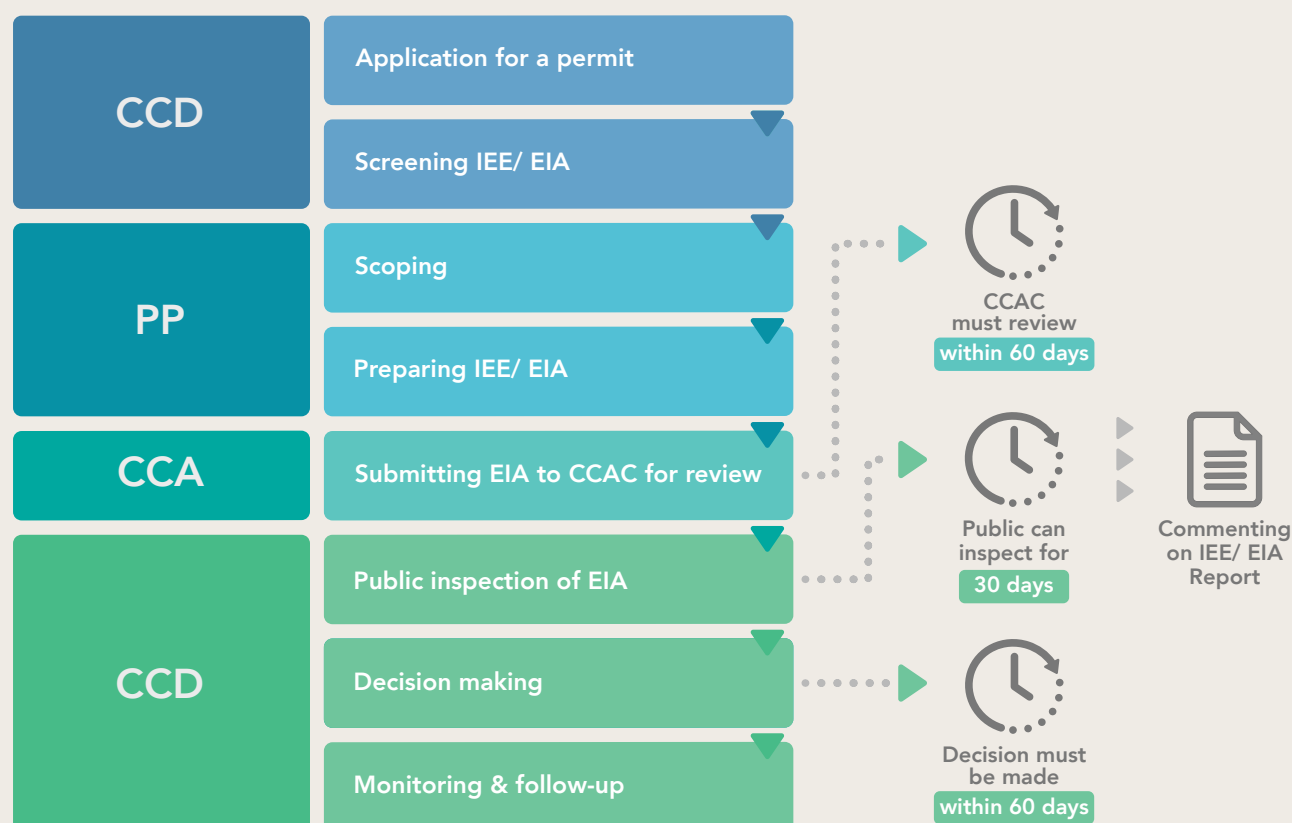 CCD
Application for a permit
Screening IEE/ EIA
PP
Scoping
Preparing IEE/ EIA
CCA
Submitting EIA to CCAC for review
CCD
Public inspection of EIA
Decision making
Monitoring & follow-up
CCAC
must review
within 60 days
Public can
inspect for
30 days
Commenting
on IEE/ EIA
Report
Decision must
be made
within 60 days